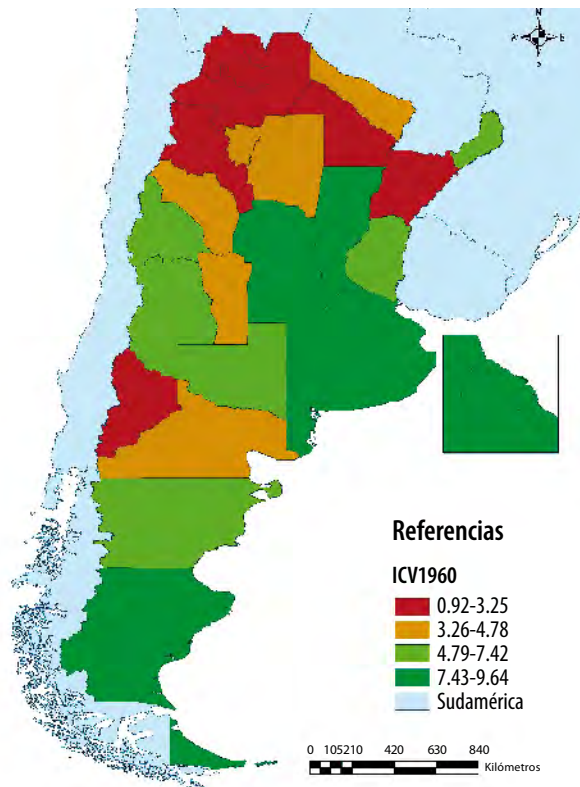 N
E
S
Referencias
ICV1960
0.92-3.25
3.26-4.78
4.79-7.42
7.43-9.64
Sudamérica
0 105210 420 630 840
Kilómetros